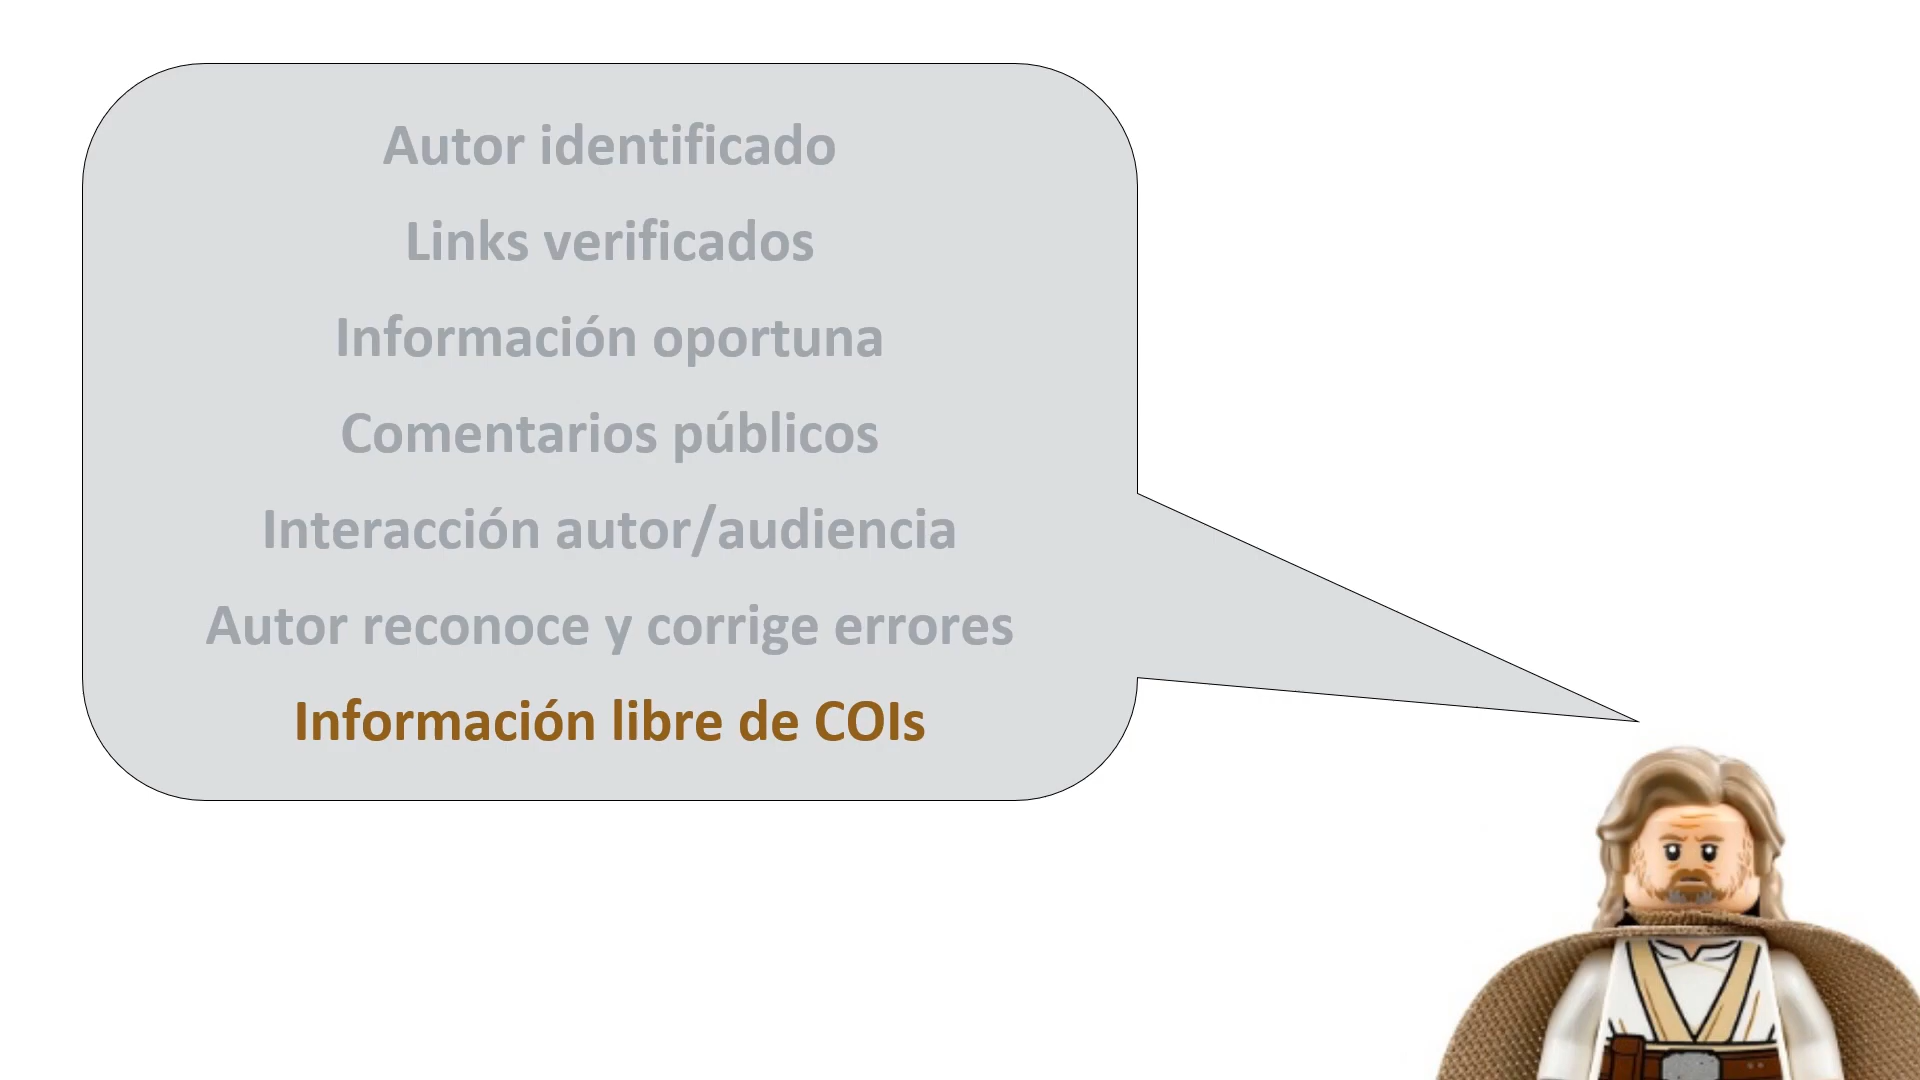 Autor identificado
Links verificados
Información oportuna
Comentarios públicos
Interacción autor/audiencia
Autor reconoce y corrige errores
Información libre de COIs